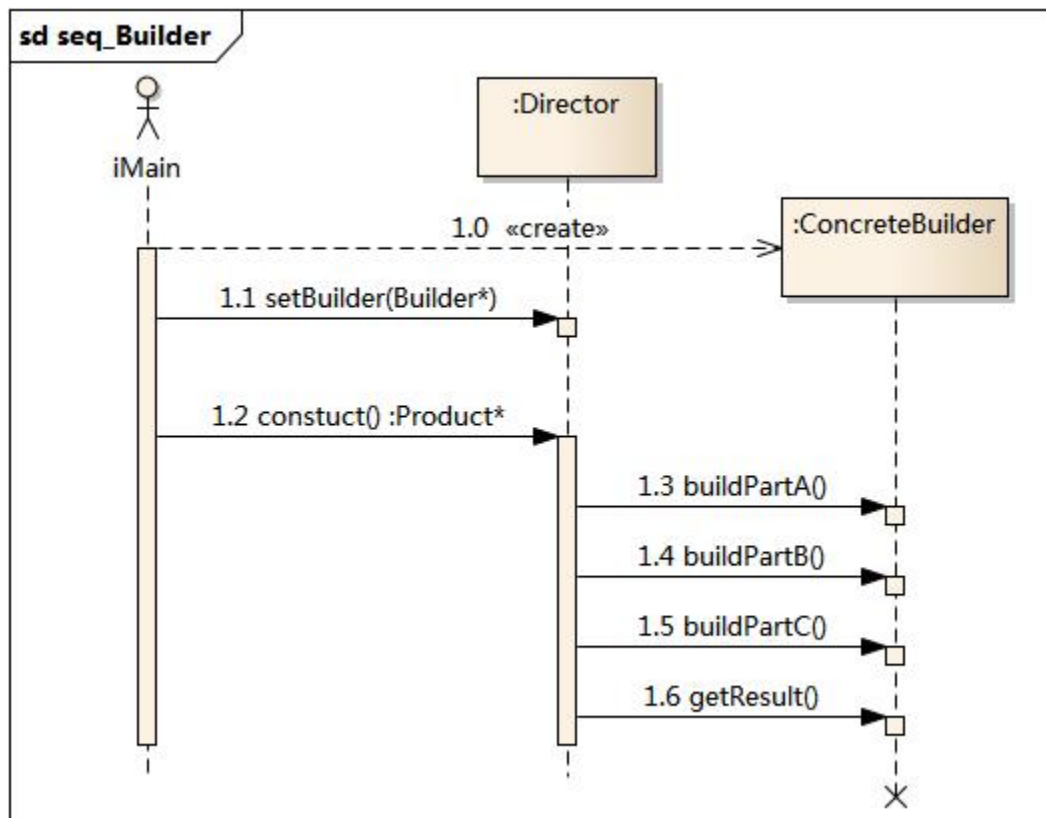 sd seq_Builder
iMain
:Director
:ConcreteBuilder
1.0 «create»
1.1 setBuilder(Builder*)
1.2 constuct() :Product*
1.3 buildPartA()
1.4 buildPartB()
1.5 buildPartC()
1.6 getResult()